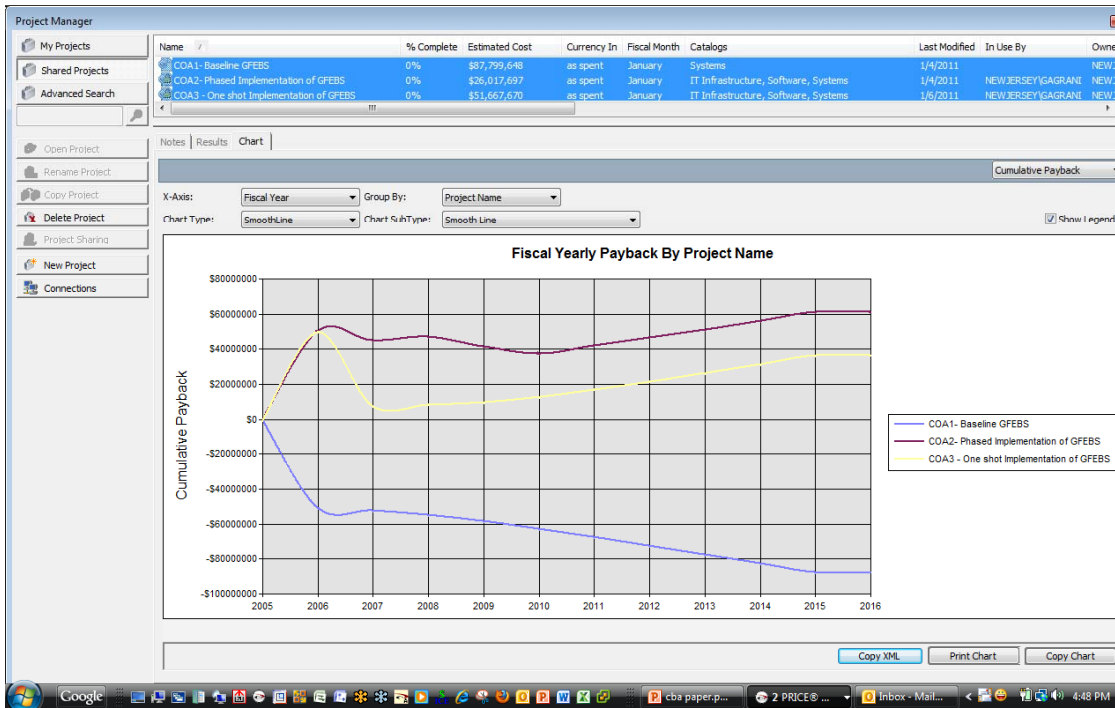 Project Manager
My Projects
Shared Projects
Advanced Search
Open Project
Rename Project
Copy Project
Delete Project
Project Sharing
New Project
Connections
Name / % Complete Estimated Cost Currency In Fiscal Month Catalogs Last Modified In Use By Owne
COA1- Baseline GFEBS 0% $87,799,648 as spent January Systems 1/4/2011 NEWJ
COA2- Phased Implementation of GFEBS 0% $26,017,697 as spent January IT Infrastructure, Software, Systems 1/4/2011 NEWJERSEY\GAGRANI NEWJ
COA3 - One shot Implementation of GFEBS 0% $51,667,670 as spent January IT Infrastructure, Software, Systems 1/6/2011 NEWJERSEY\GAGRANI NEWJ
Notes Results Chart
Cumulative Payback
X-Axis: Fiscal Year Group By: Project Name
Chart Type: SmoothLine Chart SubType: Smooth Line Show Legend
Fiscal Yearly Payback By Project Name
Cumulative Payback
$80000000
$60000000
$40000000
$20000000
$0
-$20000000
-$40000000
-$60000000
-$80000000
-$100000000
2005 2006 2007 2008 2009 2010 2011 2012 2013 2014 2015 2016
COA1- Baseline GFEBS
COA2- Phased Implementation of GFEBS
COA3 - One shot Implementation of GFEBS
Copy XML Print Chart Copy Chart
Google cba paper.p... 2 PRICE® ... Inbox - Mail... 4:48 PM